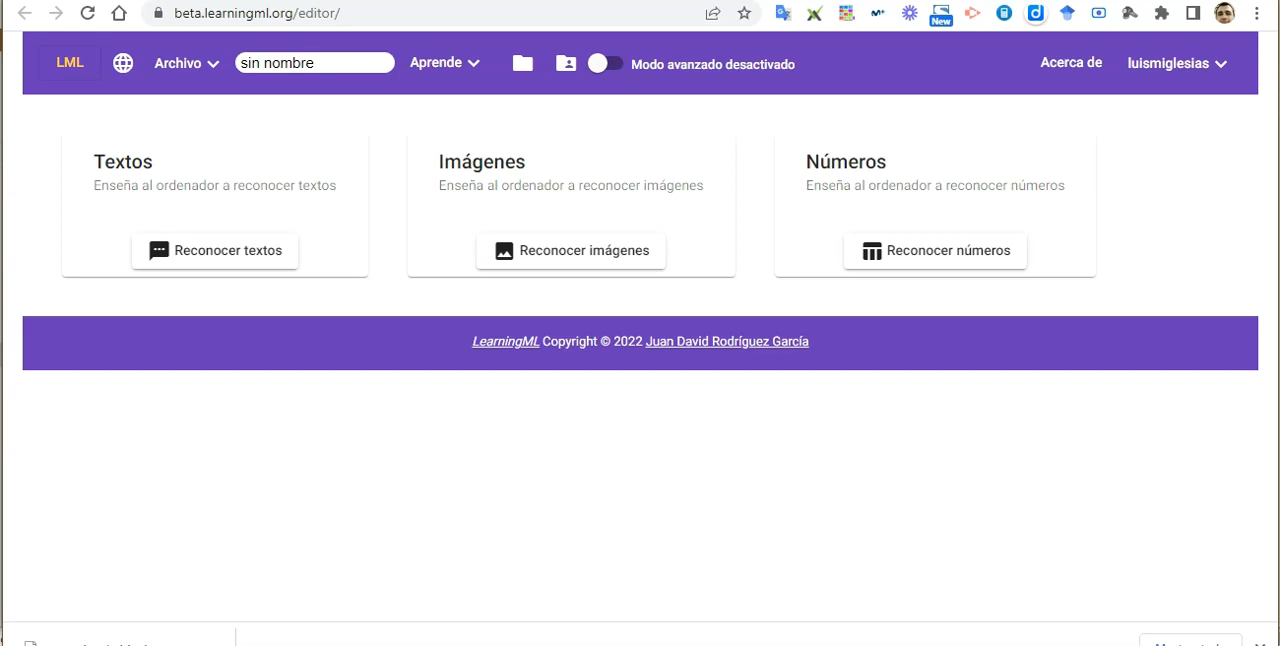 beta.learningml.org/editor/
New
LML Archivo sin nombre Aprende Modo avanzado desactivado Acerca de luismiglesias
Textos
Enseña al ordenador a reconocer textos
Reconocer textos
Imágenes
Enseña al ordenador a reconocer imágenes
Reconocer imágenes
Números
Enseña al ordenador a reconocer números
Reconocer números
LearningML Copyright © 2022 Juan David Rodríguez García